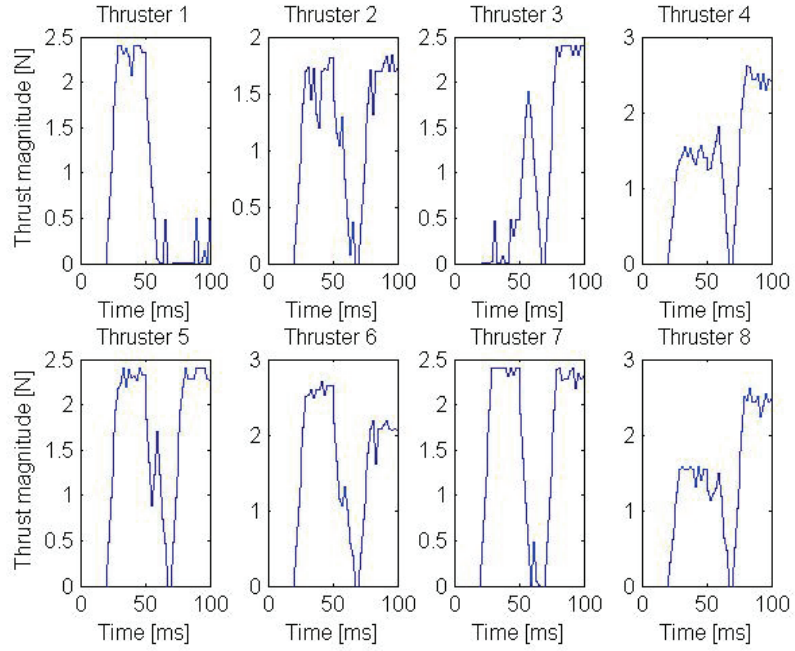 Thruster 1
Thruster 2
Thruster 3
Thruster 4
Thrust magnitude [N]
2.5
2
1.5
1
0.5
0
2
1.5
1
0.5
0
2.5
2
1.5
1
0.5
0
3
2
1
0
0 50 100
0 50 100
0 50 100
0 50 100
Time [ms]
Time [ms]
Time [ms]
Time [ms]
Thruster 5
Thruster 6
Thruster 7
Thruster 8
Thrust magnitude [N]
2.5
2
1.5
1
0.5
0
3
2
1
0
2.5
2
1.5
1
0.5
0
3
2
1
0
0 50 100
0 50 100
0 50 100
0 50 100
Time [ms]
Time [ms]
Time [ms]
Time [ms]